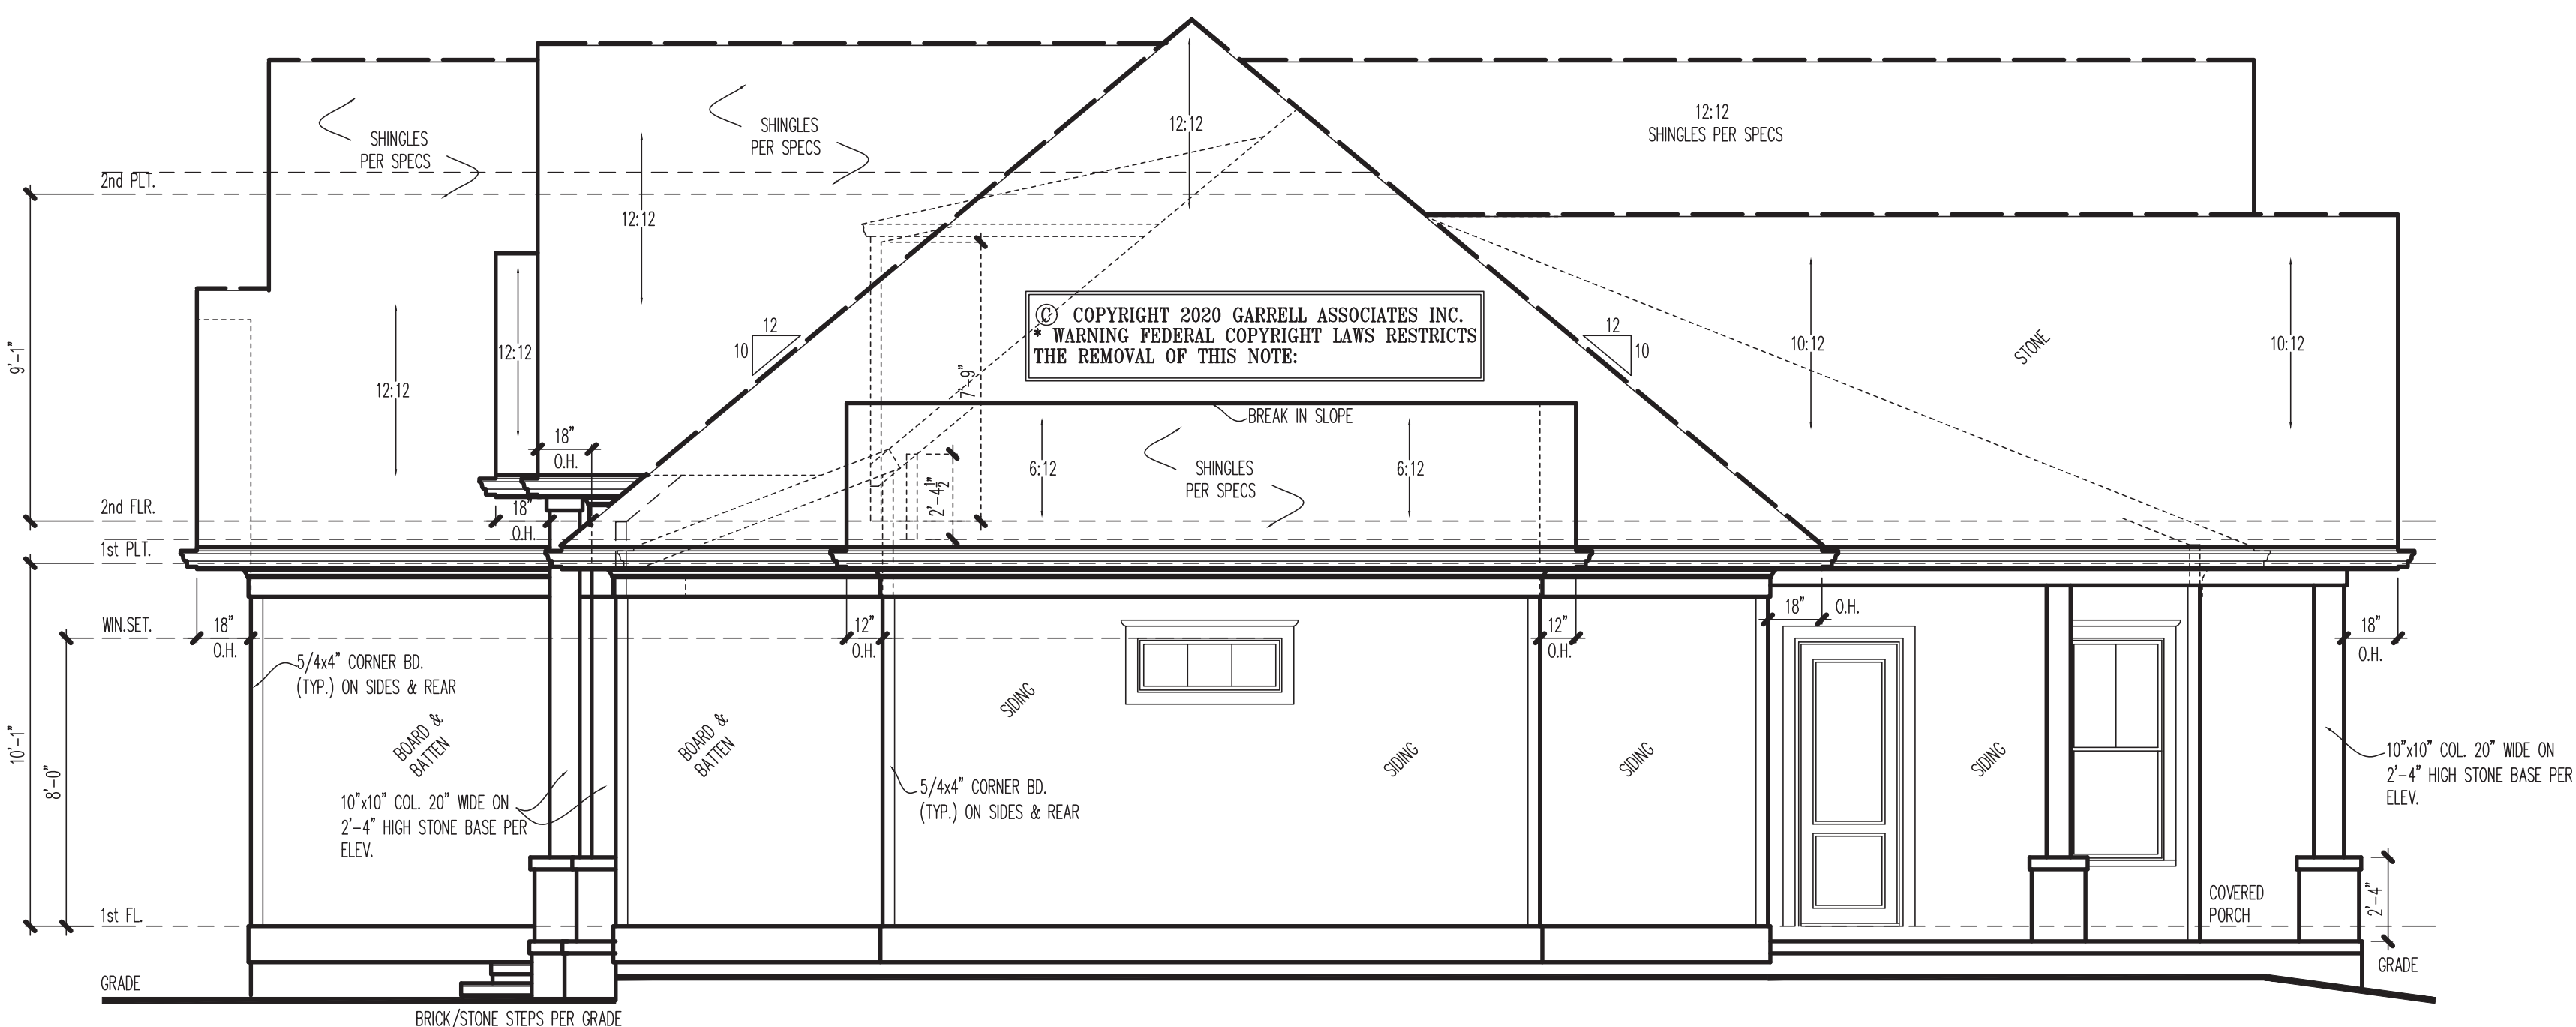 SHINGLES
PER SPECS
SHINGLES
PER SPECS
12:12
12:12
SHINGLES PER SPECS
2nd PLT.
12:12
12
10
© COPYRIGHT 2020 GARRELL ASSOCIATES INC.
* WARNING FEDERAL COPYRIGHT LAWS RESTRICTS
THE REMOVAL OF THIS NOTE:
12
10
10:12
STONE
10:12
9'-1"
12:12
12:12
7'-9"
BREAK IN SLOPE
18"
O.H.
6:12
SHINGLES
PER SPECS
6:12
2'-4½"
2nd FLR.
18"
O.H.
1st PLT.
WIN.SET.
18"
O.H.
12"
O.H.
12"
O.H.
18" O.H.
18"
O.H.
5/4x4" CORNER BD.
(TYP.) ON SIDES & REAR
10'-1"
8'-0"
BOARD &
BATTEN
BOARD &
BATTEN
SIDING
SIDING
SIDING
SIDING
10"x10" COL. 20" WIDE ON
2'-4" HIGH STONE BASE PER
ELEV.
5/4x4" CORNER BD.
(TYP.) ON SIDES & REAR
10"x10" COL. 20" WIDE ON
2'-4" HIGH STONE BASE PER
ELEV.
1st FL.
COVERED
PORCH
2'-4"
GRADE
GRADE
BRICK/STONE STEPS PER GRADE